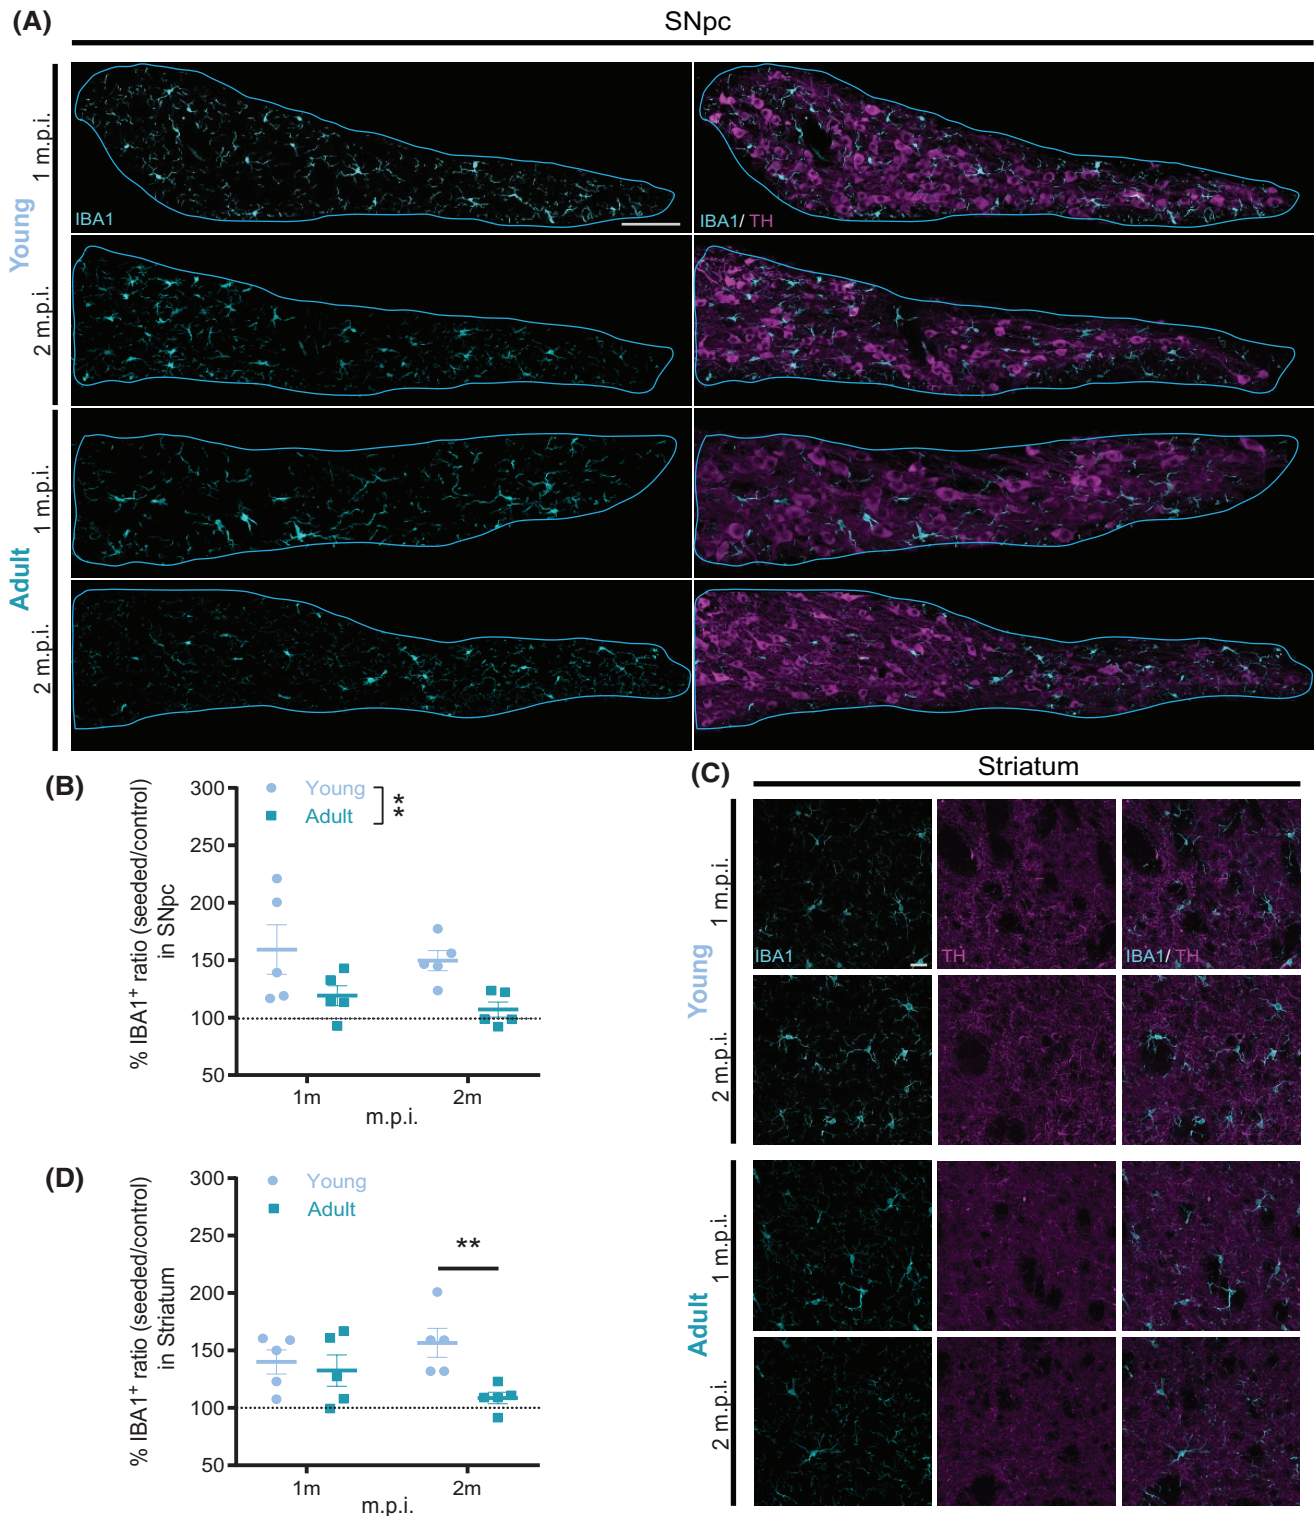 (A)
SNpc
Young
1 m.p.i.
IBA1
IBA1/ TH
2 m.p.i.
Adult
1 m.p.i.
2 m.p.i.
(B)
% IBA1+ ratio (seeded/control)
in SNpc
300
250
200
150
100
50
Young
Adult
**
1m
2m
m.p.i.
(C)
Striatum
Young
1 m.p.i.
IBA1
TH
IBA1/ TH
2 m.p.i.
Adult
1 m.p.i.
2 m.p.i.
(D)
% IBA1+ ratio (seeded/control)
in Striatum
300
250
200
150
100
50
Young
Adult
**
1m
2m
m.p.i.